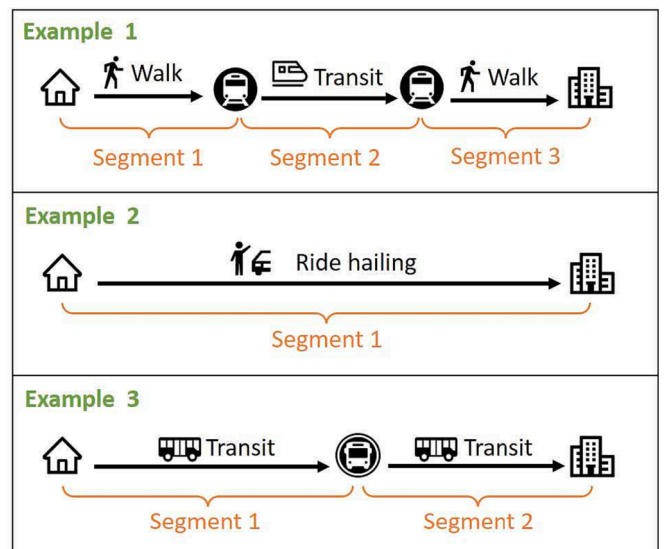 Example 1
Walk
Transit
Walk
Segment 1
Segment 2
Segment 3
Example 2
Ride hailing
Segment 1
Example 3
Transit
Transit
Segment 1
Segment 2